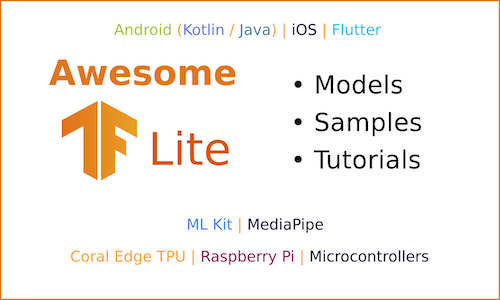 Android (Kotlin / Java) | iOS | Flutter
Awesome
TF Lite
• Models
• Samples
• Tutorials
ML Kit | MediaPipe
Coral Edge TPU | Raspberry Pi | Microcontrollers